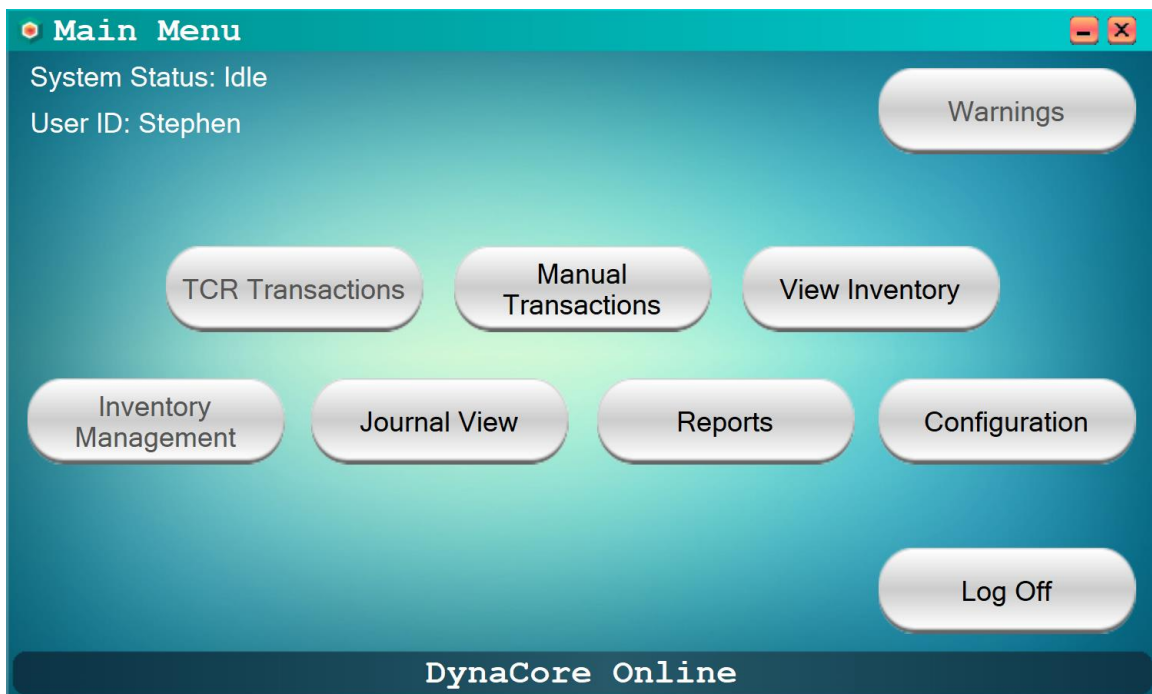 Main Menu
System Status: Idle
User ID: Stephen
Warnings
TCR Transactions
Manual
Transactions
View Inventory
Inventory
Management
Journal View
Reports
Configuration
Log Off
DynaCore Online